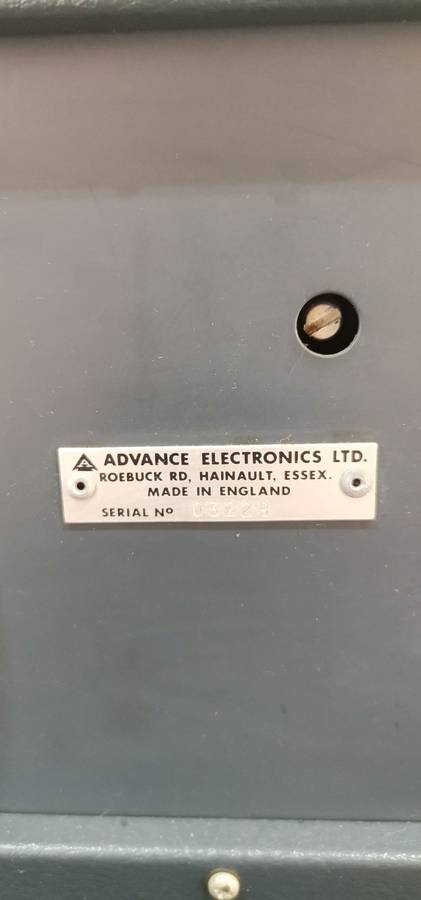 ADVANCE ELECTRONICS LTD.
ROEBUCK RD, HAINAULT, ESSEX.
MADE IN ENGLAND
SERIAL Nº